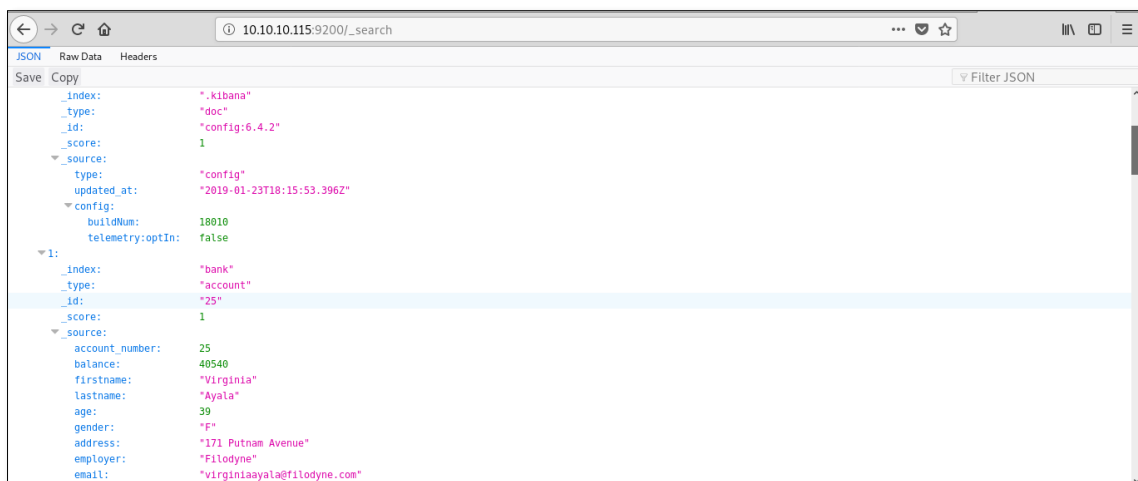 10.10.10.115:9200/_search
JSON Raw Data Headers
Save Copy Filter JSON
_index: ".kibana"
_type: "doc"
_id: "config:6.4.2"
_score: 1
_source:
type: "config"
updated_at: "2019-01-23T18:15:53.396Z"
config:
buildNum: 18010
telemetry:optIn: false
1:
_index: "bank"
_type: "account"
_id: "25"
_score: 1
_source:
account_number: 25
balance: 40540
firstname: "Virginia"
lastname: "Ayala"
age: 39
gender: "F"
address: "171 Putnam Avenue"
employer: "Filodyne"
email: "virginiaayala@filodyne.com"